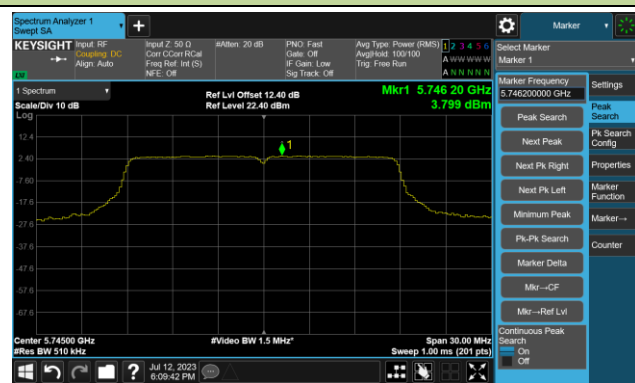 Spectrum Analyzer 1
Swept SA
+
Marker
KEYSIGHT
Input: RF
Coupling: DC
Align: Auto
Input Z: 50 Ω
Corr CCorr RCal
Freq Ref: Int (S)
NFE: Off
#Atten: 20 dB
PNO: Fast
Gate: Off
IF Gain: Low
Sig Track: Off
Avg Type: Power (RMS)
Avg|Hold: 100/100
Trig: Free Run
1 2 3 4 5 6
A W W W W W
A N N N N N
LW
Select Marker
Marker 1
1 Spectrum
Scale/Div 10 dB
Log
Ref Lvl Offset 12.40 dB
Ref Level 22.40 dBm
Mkr1 5.746 20 GHz
3.799 dBm
1
12.4
2.40
-7.60
-17.6
-27.6
-37.6
-47.6
-57.6
-67.6
Center 5.74500 GHz
#Res BW 510 kHz
#Video BW 1.5 MHz*
Span 30.00 MHz
Sweep 1.00 ms (201 pts)
Marker Frequency
5.746200000 GHz
Peak Search
Next Peak
Next Pk Right
Next Pk Left
Minimum Peak
Pk-Pk Search
Marker Delta
Mkr→CF
Mkr→Ref Lvl
Continuous Peak
Search
On
Off
Settings
Peak
Search
Pk Search
Config
Properties
Marker
Function
Marker→
Counter
?
Jul 12, 2023
6:09:42 PM